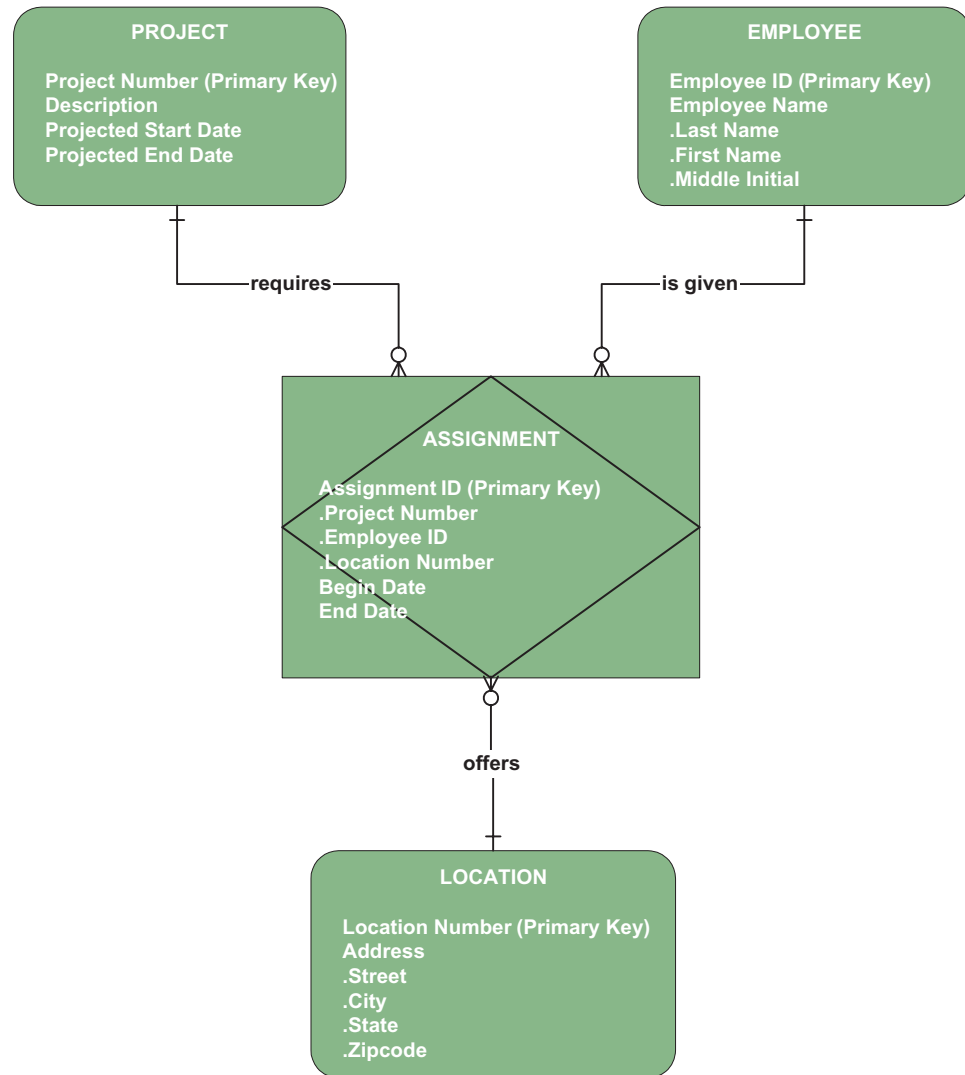 PROJECT
Project Number (Primary Key)
Description
Projected Start Date
Projected End Date
EMPLOYEE
Employee ID (Primary Key)
Employee Name
.Last Name
.First Name
.Middle Initial
requires
is given
ASSIGNMENT
Assignment ID (Primary Key)
.Project Number
.Employee ID
.Location Number
Begin Date
End Date
offers
LOCATION
Location Number (Primary Key)
Address
.Street
.City
.State
.Zipcode